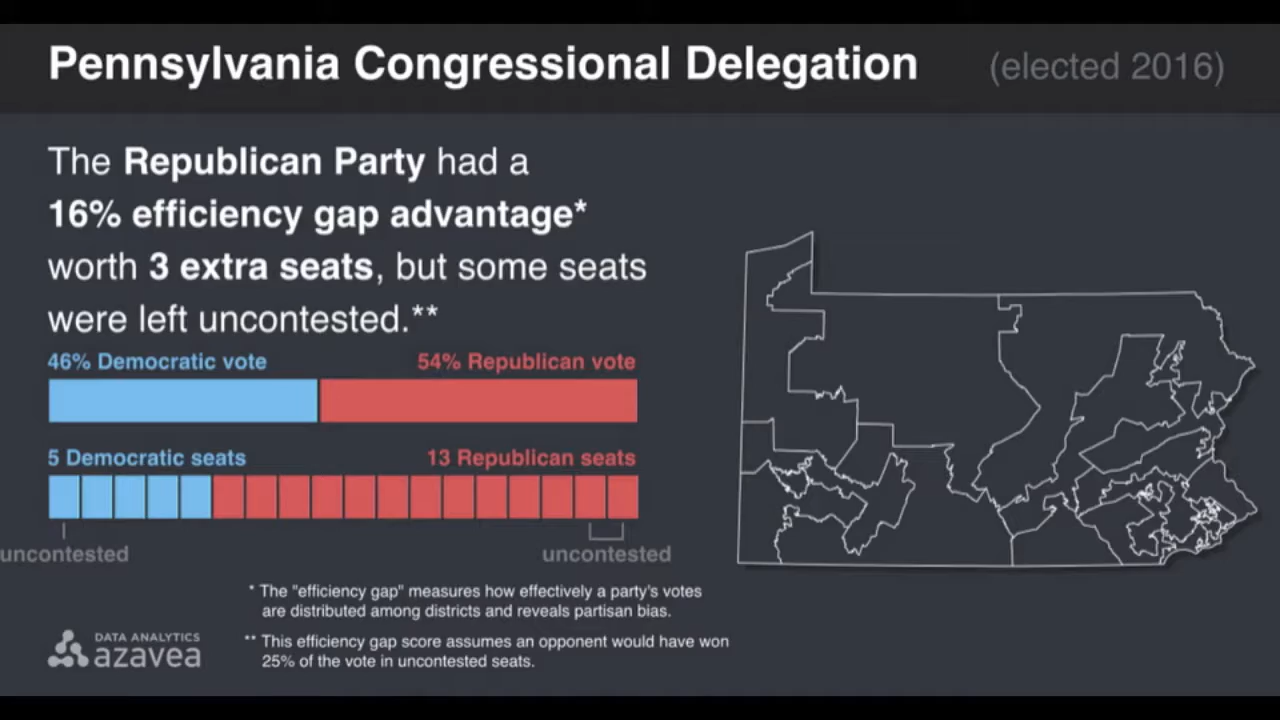 Pennsylvania Congressional Delegation (elected 2016)
The Republican Party had a
16% efficiency gap advantage*
worth 3 extra seats, but some seats
were left uncontested.**
46% Democratic vote 54% Republican vote
5 Democratic seats 13 Republican seats
uncontested uncontested
* The "efficiency gap" measures how effectively a party's votes
are distributed among districts and reveals partisan bias.
** This efficiency gap score assumes an opponent would have won
25% of the vote in uncontested seats.
DATA ANALYTICS
azavea